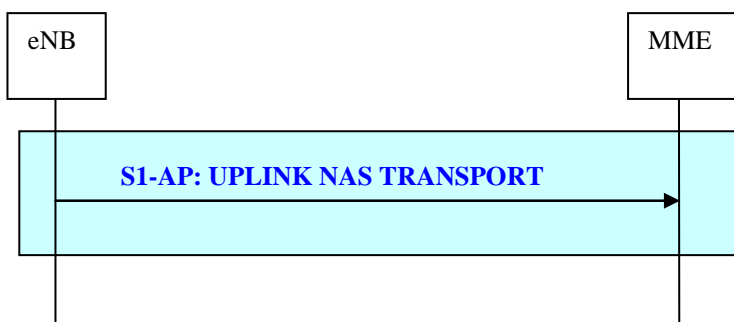 eNB
MME
S1-AP: UPLINK NAS TRANSPORT